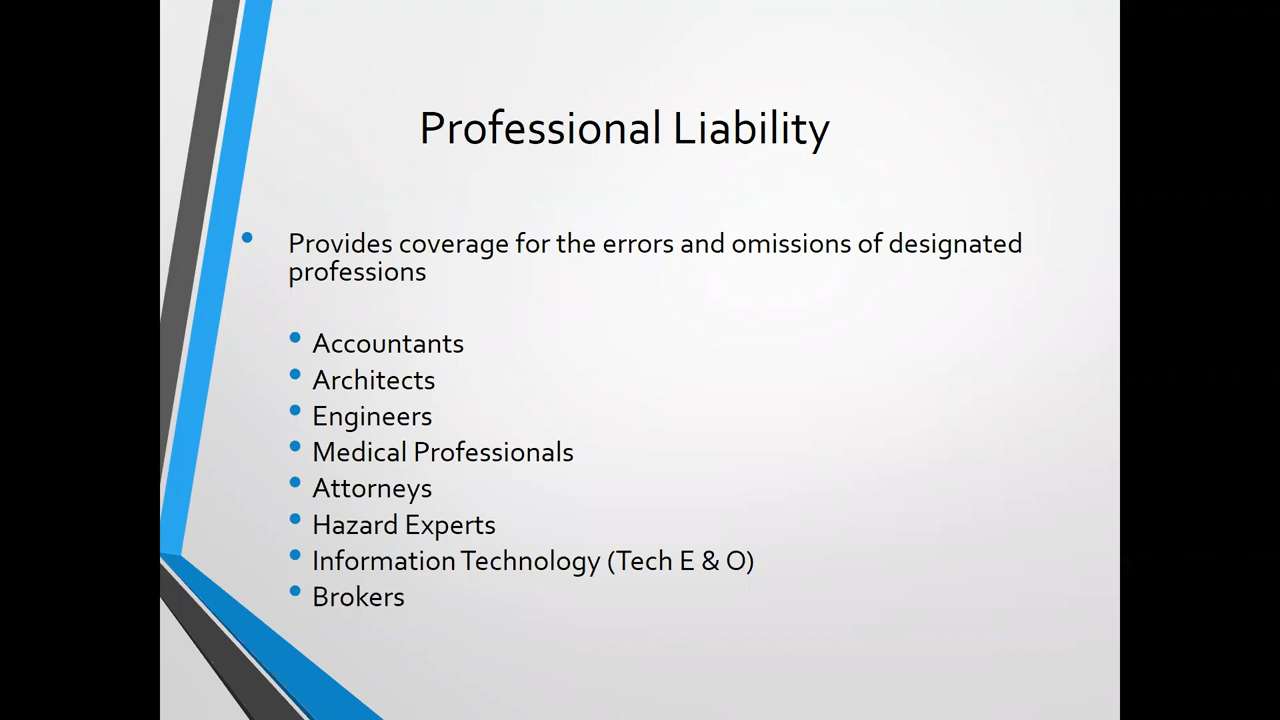 Professional Liability
Provides coverage for the errors and omissions of designated
professions
Accountants
Architects
Engineers
Medical Professionals
Attorneys
Hazard Experts
Information Technology (Tech E & O)
Brokers